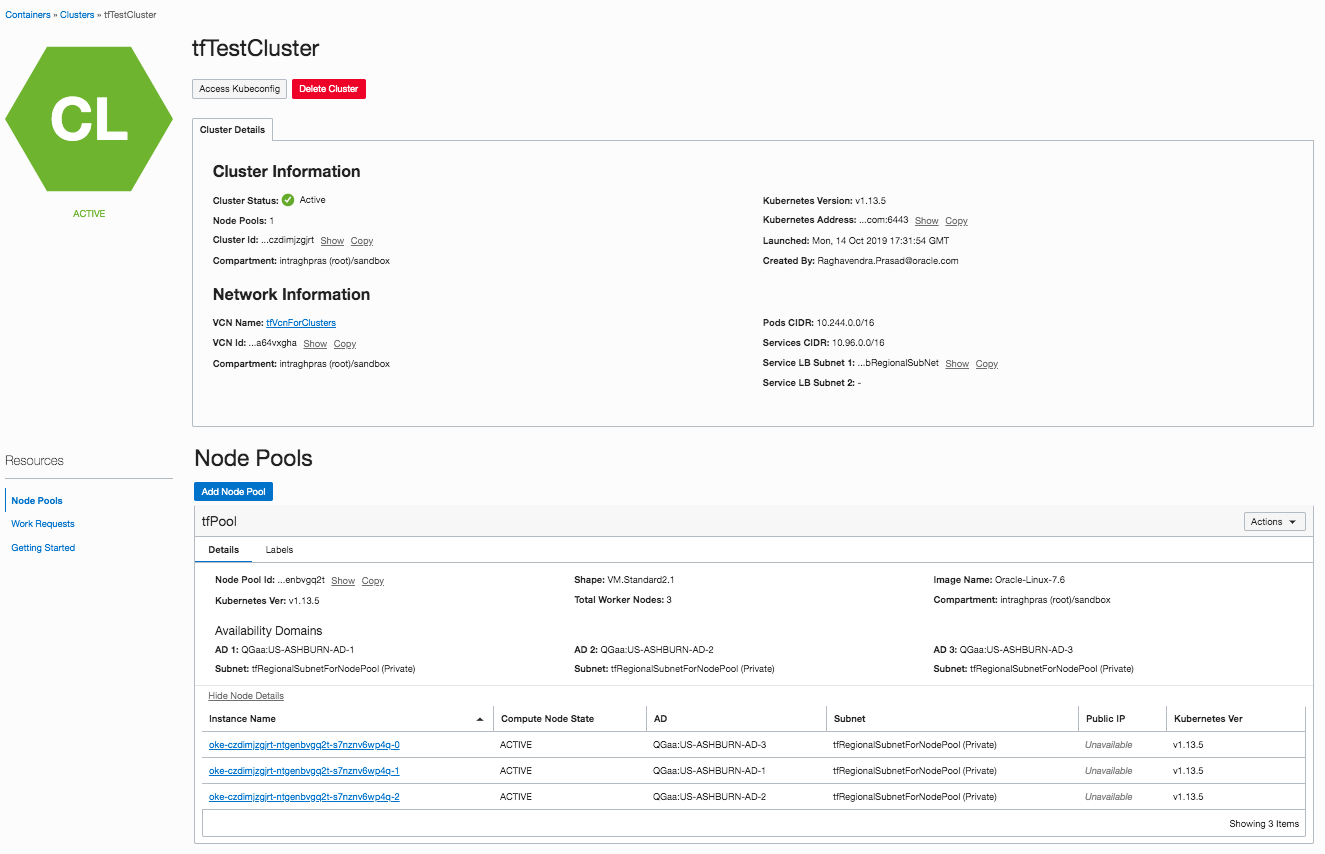 Containers » Clusters » tfTestCluster
CL
ACTIVE
tfTestCluster
Access Kubeconfig Delete Cluster
Cluster Details
Cluster Information
Cluster Status: Active
Node Pools: 1
Cluster Id: ...czdimjzgjrt Show Copy
Compartment: intraghpras (root)/sandbox
Kubernetes Version: v1.13.5
Kubernetes Address: ...com:6443 Show Copy
Launched: Mon, 14 Oct 2019 17:31:54 GMT
Created By: Raghavendra.Prasad@oracle.com
Network Information
VCN Name: tfVcnForClusters
VCN Id: ...a64vxgha Show Copy
Compartment: intraghpras (root)/sandbox
Pods CIDR: 10.244.0.0/16
Services CIDR: 10.96.0.0/16
Service LB Subnet 1: ...bRegionalSubNet Show Copy
Service LB Subnet 2: -
Resources
Node Pools
Work Requests
Getting Started
Node Pools
Add Node Pool
tfPool Actions
Details Labels
Node Pool Id: ...enbvgq2t Show Copy Shape: VM.Standard2.1 Image Name: Oracle-Linux-7.6
Kubernetes Ver: v1.13.5 Total Worker Nodes: 3 Compartment: intraghpras (root)/sandbox
Availability Domains
AD 1: QGaa:US-ASHBURN-AD-1 AD 2: QGaa:US-ASHBURN-AD-2 AD 3: QGaa:US-ASHBURN-AD-3
Subnet: tfRegionalSubnetForNodePool (Private) Subnet: tfRegionalSubnetForNodePool (Private) Subnet: tfRegionalSubnetForNodePool (Private)
Hide Node Details
Instance Name Compute Node State AD Subnet Public IP Kubernetes Ver
oke-czdimjzgjrt-ntgenbvgq2t-s7nznv6wp4q-0 ACTIVE QGaa:US-ASHBURN-AD-3 tfRegionalSubnetForNodePool (Private) Unavailable v1.13.5
oke-czdimjzgjrt-ntgenbvgq2t-s7nznv6wp4q-1 ACTIVE QGaa:US-ASHBURN-AD-1 tfRegionalSubnetForNodePool (Private) Unavailable v1.13.5
oke-czdimjzgjrt-ntgenbvgq2t-s7nznv6wp4q-2 ACTIVE QGaa:US-ASHBURN-AD-2 tfRegionalSubnetForNodePool (Private) Unavailable v1.13.5
Showing 3 Items